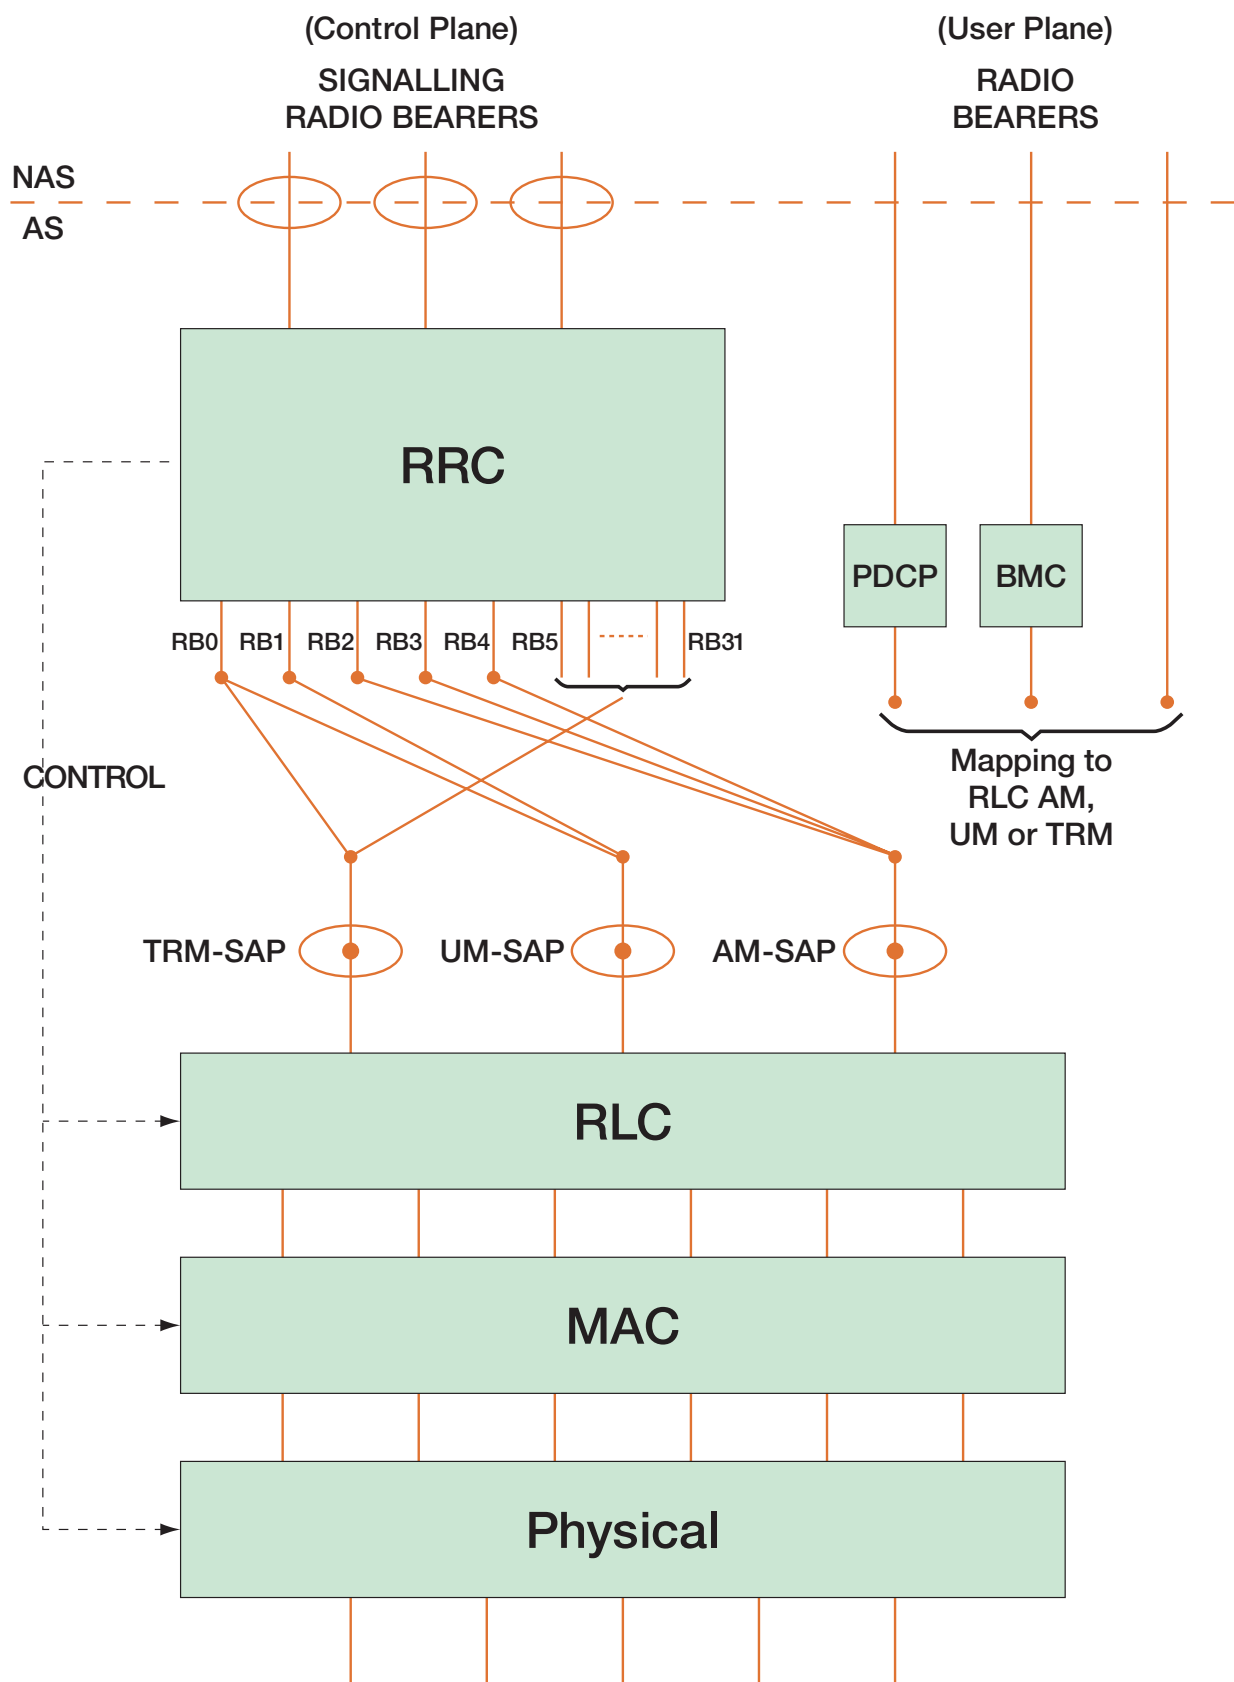 (Control Plane)
SIGNALLING
RADIO BEARERS
(User Plane)
RADIO
BEARERS
NAS
AS
RRC
PDCP
BMC
RB0
RB1
RB2
RB3
RB4
RB5
RB31
CONTROL
Mapping to
RLC AM,
UM or TRM
TRM-SAP
UM-SAP
AM-SAP
RLC
MAC
Physical